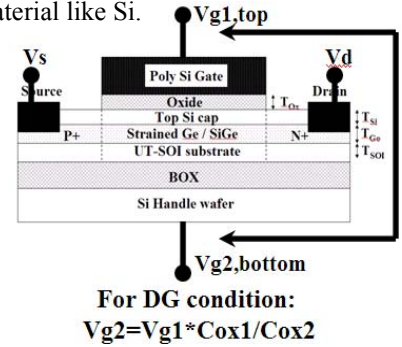 aterial like Si.
Vg1,top
Vs
Vd
Source
Drain
Poly Si Gate
Oxide
TOx
Top Si cap
TSi
P+
Strained Ge / SiGe
N+
TGe
UT-SOI substrate
TSOI
BOX
Si Handle wafer
Vg2,bottom
For DG condition:
Vg2=Vg1*Cox1/Cox2